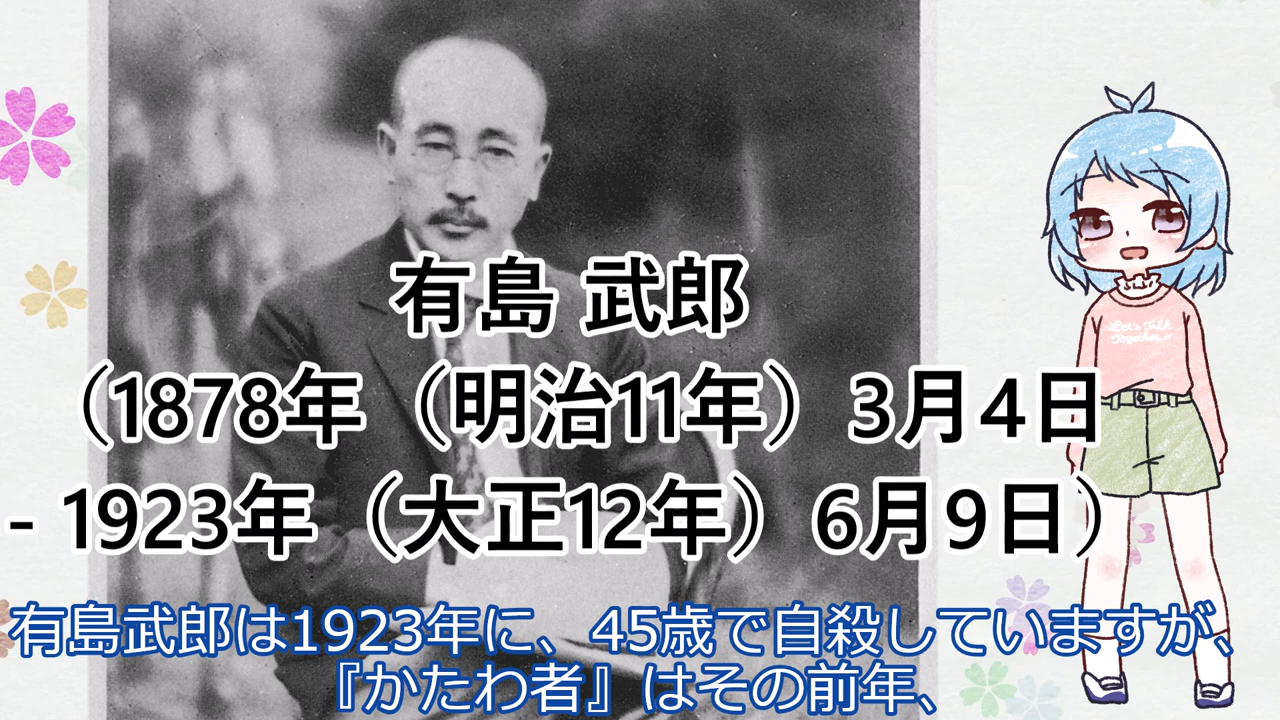 有島 武郎
（1878年（明治11年）3月4日
- 1923年（大正12年）6月9日）
Let's Talk
Together
有島武郎は1923年に、45歳で自殺していますが、
『かたわ者』はその前年、